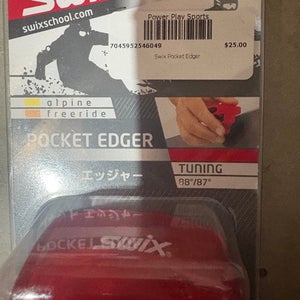 swix
swixschool.com
Power Play Sports
7045952546049
$25.00
Swix Pocket Edger
alpine
freeride
POCKET EDGER
エッジャー
TUNING
88°/87°
POCKET swix